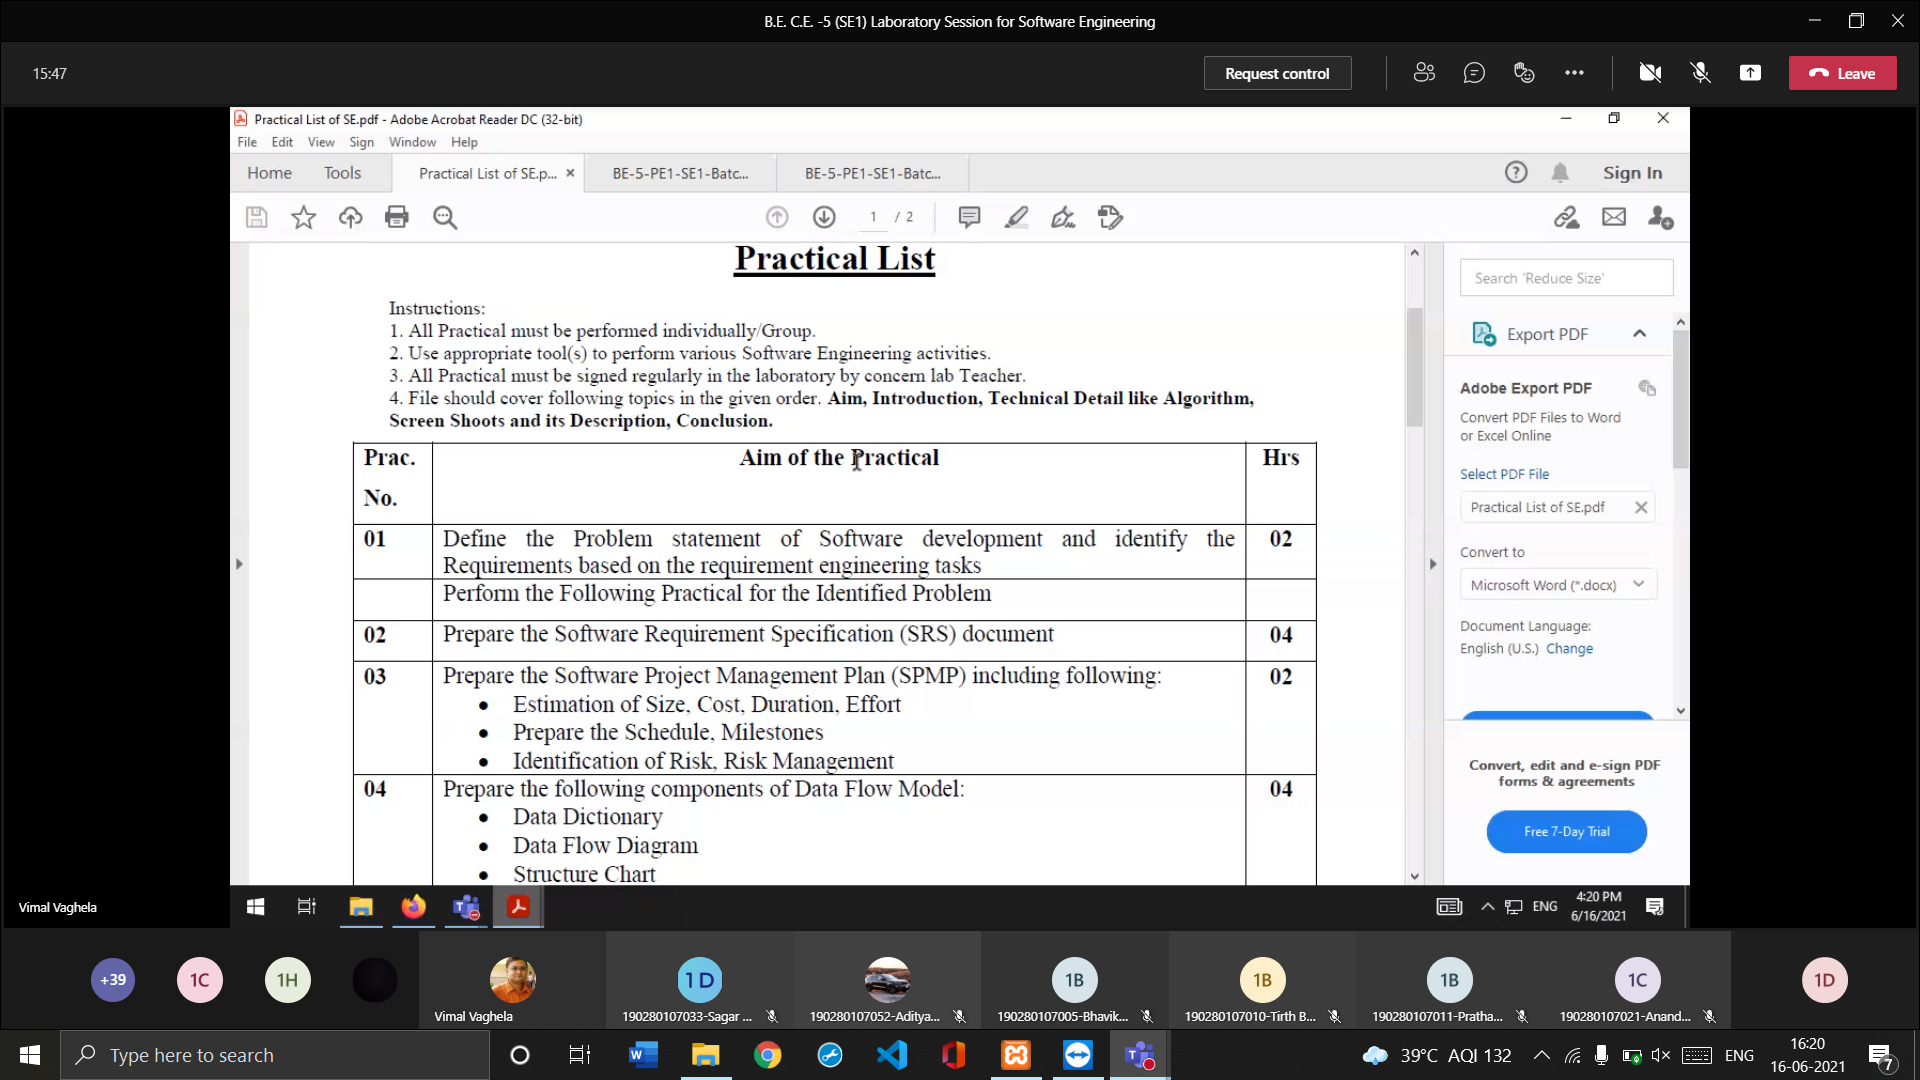 B.E. C.E. -5 (SE1) Laboratory Session for Software Engineering
15:47
Request control
Leave
Practical List of SE.pdf - Adobe Acrobat Reader DC (32-bit)
File Edit View Sign Window Help
Home Tools Practical List of SE.p... × BE-5-PE1-SE1-Batc... BE-5-PE1-SE1-Batc... Sign In
1 / 2
Practical List
Instructions:
1. All Practical must be performed individually/Group.
2. Use appropriate tool(s) to perform various Software Engineering activities.
3. All Practical must be signed regularly in the laboratory by concern lab Teacher.
4. File should cover following topics in the given order. Aim, Introduction, Technical Detail like Algorithm,
Screen Shoots and its Description, Conclusion.
Prac. No. Aim of the Practical Hrs
01 Define the Problem statement of Software development and identify the 02
Requirements based on the requirement engineering tasks
Perform the Following Practical for the Identified Problem
02 Prepare the Software Requirement Specification (SRS) document 04
03 Prepare the Software Project Management Plan (SPMP) including following: 02
• Estimation of Size, Cost, Duration, Effort
• Prepare the Schedule, Milestones
• Identification of Risk, Risk Management
04 Prepare the following components of Data Flow Model: 04
• Data Dictionary
• Data Flow Diagram
• Structure Chart
Search 'Reduce Size'
Export PDF
Adobe Export PDF
Convert PDF Files to Word
or Excel Online
Select PDF File
Practical List of SE.pdf
Convert to
Microsoft Word (*.docx)
Document Language:
English (U.S.) Change
Convert, edit and e-sign PDF
forms & agreements
Free 7-Day Trial
Vimal Vaghela
ENG
4:20 PM
6/16/2021
+39 1C 1H 1D 1B 1B 1B 1C 1D
Vimal Vaghela 190280107033-Sagar ... 190280107052-Aditya... 190280107005-Bhavik... 190280107010-Tirth B... 190280107011-Pratha... 190280107021-Anand...
Type here to search
39°C AQI 132 ENG
16:20
16-06-2021
7